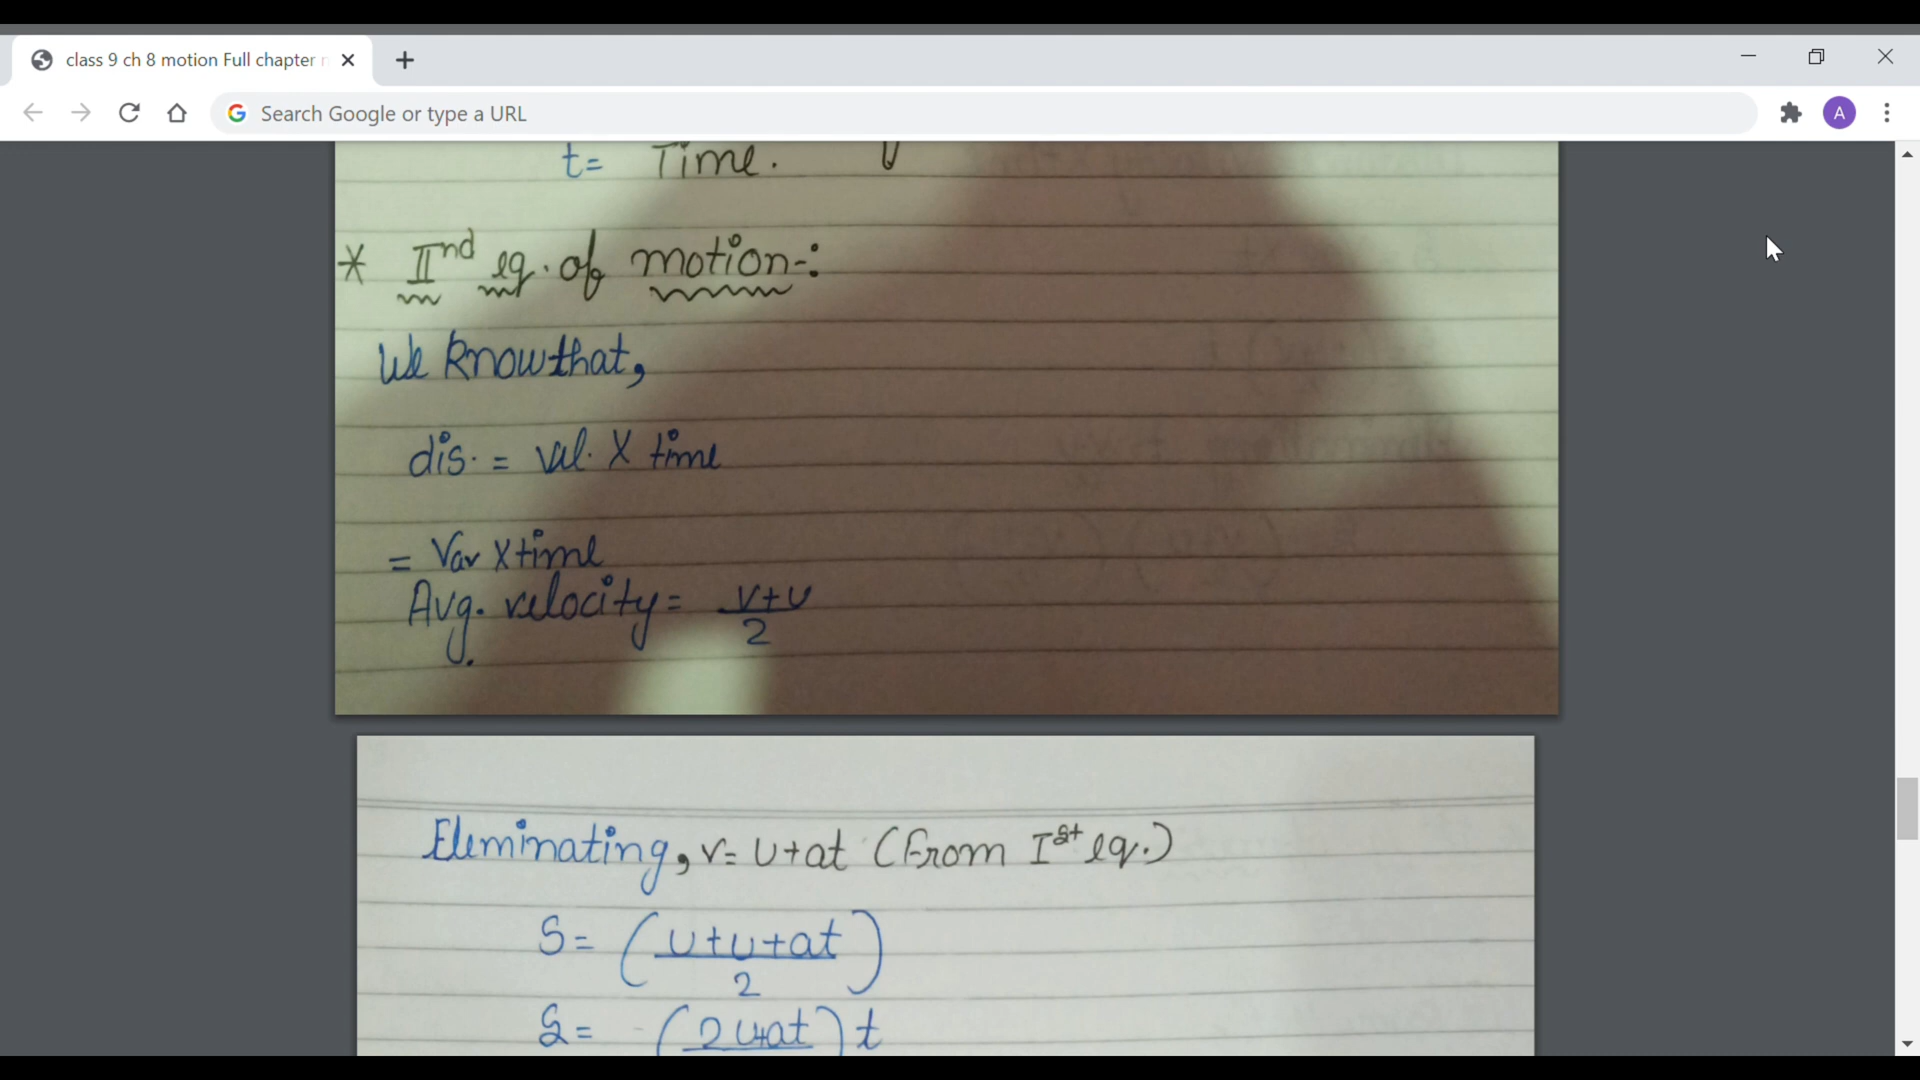 class 9 ch 8 motion Full chapter
Search Google or type a URL
A
t= Time.
* IInd eq. of motion-:
We know that,
dis. = vel. X time
= Vav X time
Avg. velocity = v+u
2
Eleminating, v= u+at (From Ist eq.)
S= (u+u+at)
2
S= (2u+at) t